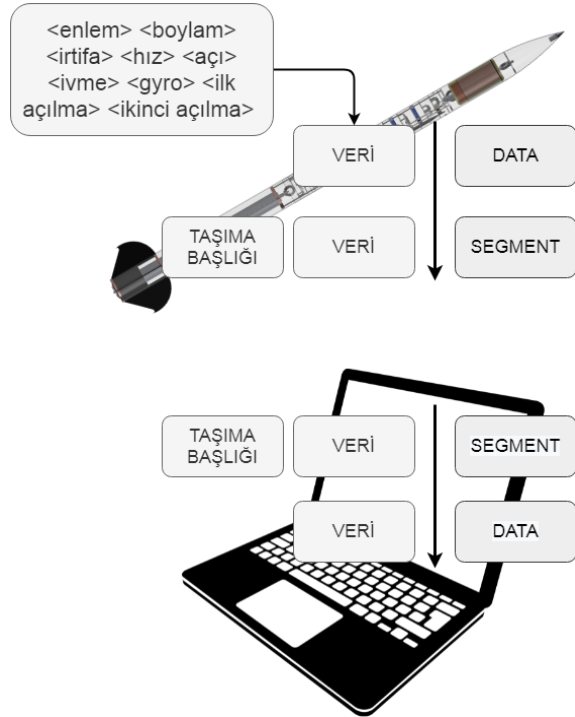 <enlem> <boylam>
<irtifa> <hız> <açı>
<ivme> <gyro> <ilk
açılma> <ikinci açılma>
VERİ
DATA
TAŞIMA
BAŞLIĞI
VERİ
SEGMENT
TAŞIMA
BAŞLIĞI
VERİ
SEGMENT
VERİ
DATA